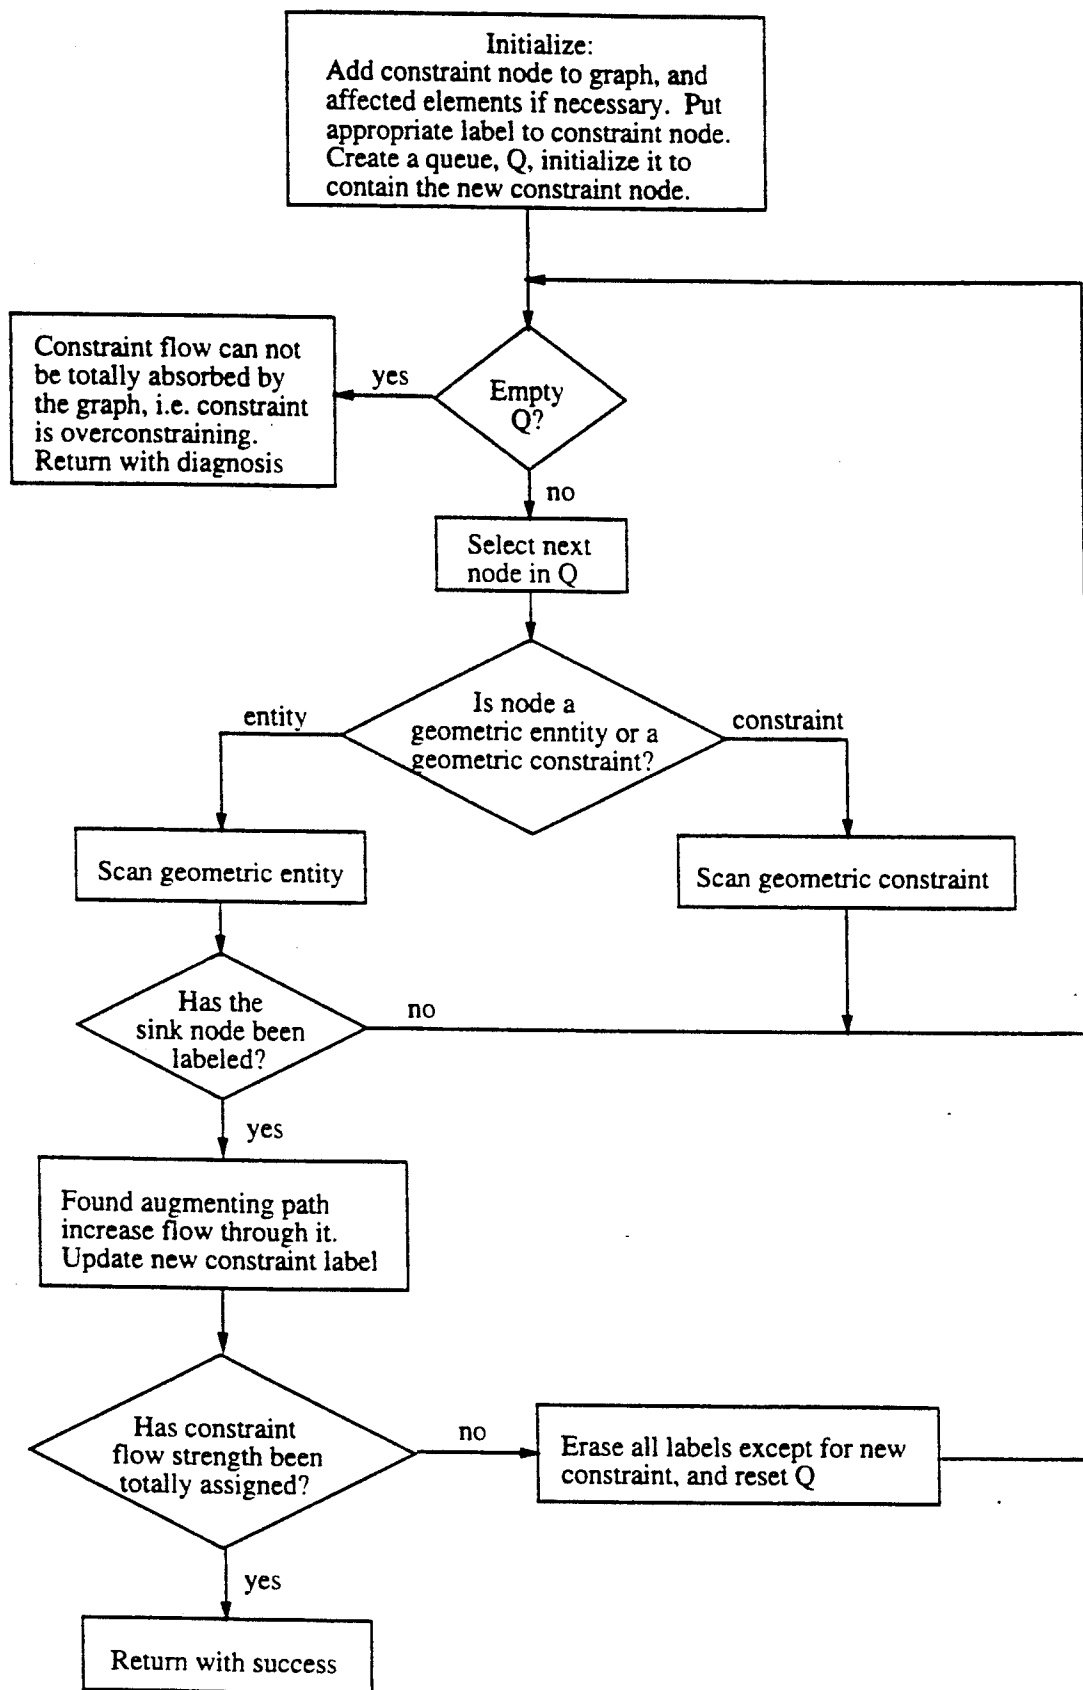 Initialize:
Add constraint node to graph, and
affected elements if necessary. Put
appropriate label to constraint node.
Create a queue, Q, initialize it to
contain the new constraint node.
Constraint flow can not
be totally absorbed by
the graph, i.e. constraint
is overconstraining.
Return with diagnosis
yes
Empty
Q?
no
Select next
node in Q
entity
Is node a
geometric enntity or a
geometric constraint?
constraint
Scan geometric entity
Scan geometric constraint
Has the
sink node been
labeled?
no
yes
Found augmenting path
increase flow through it.
Update new constraint label
Has constraint
flow strength been
totally assigned?
no
Erase all labels except for new
constraint, and reset Q
yes
Return with success